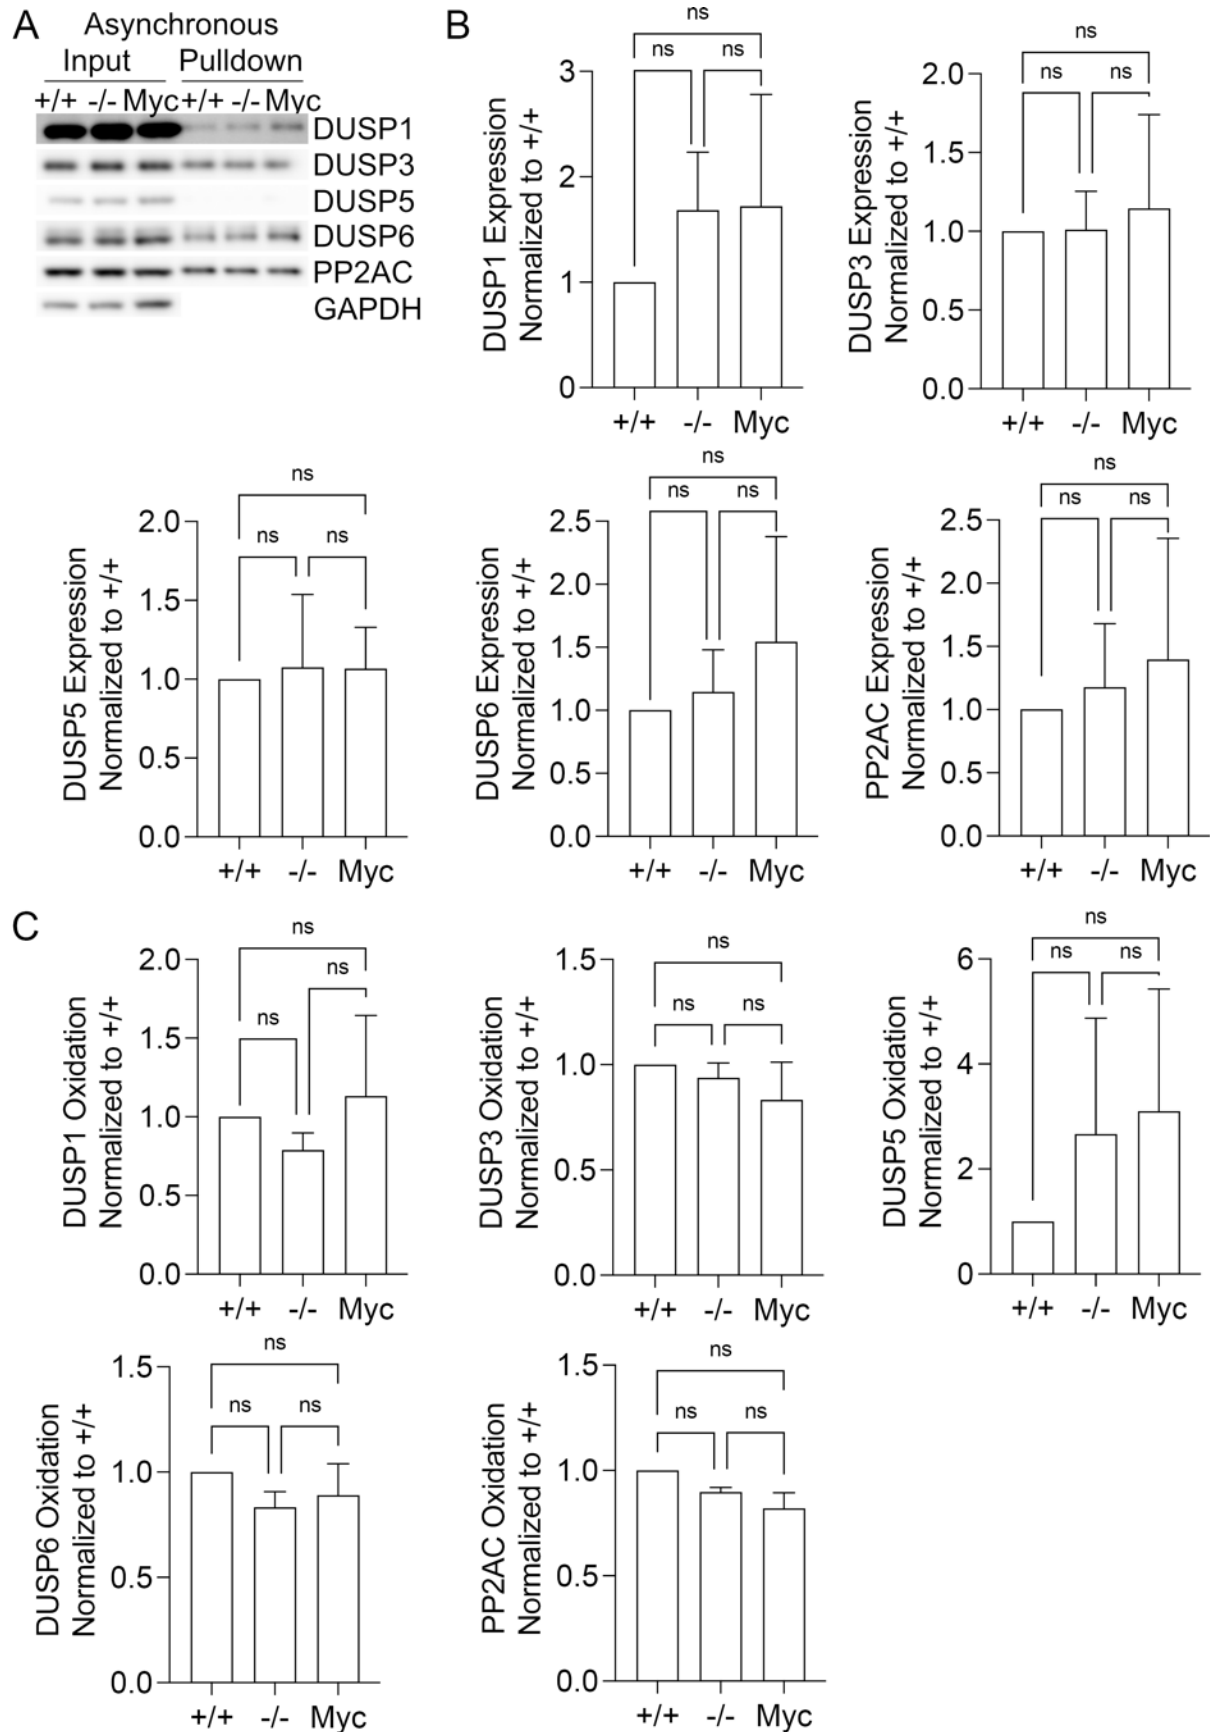 A
Asynchronous
Input Pulldown
+/+ -/- Myc +/+ -/- Myc
DUSP1
DUSP3
DUSP5
DUSP6
PP2AC
GAPDH
B
DUSP1 Expression
Normalized to +/+
3
2
1
0
ns
ns ns
+/+ -/- Myc
DUSP3 Expression
Normalized to +/+
2.0
1.5
1.0
0.5
0.0
ns
ns ns
+/+ -/- Myc
DUSP5 Expression
Normalized to +/+
2.0
1.5
1.0
0.5
0.0
ns
ns ns
+/+ -/- Myc
DUSP6 Expression
Normalized to +/+
2.5
2.0
1.5
1.0
0.5
0.0
ns
ns ns
+/+ -/- Myc
PP2AC Expression
Normalized to +/+
2.5
2.0
1.5
1.0
0.5
0.0
ns
ns ns
+/+ -/- Myc
C
DUSP1 Oxidation
Normalized to +/+
2.0
1.5
1.0
0.5
0.0
ns
ns
ns
+/+ -/- Myc
DUSP3 Oxidation
Normalized to +/+
1.5
1.0
0.5
0.0
ns
ns ns
+/+ -/- Myc
DUSP5 Oxidation
Normalized to +/+
6
4
2
0
ns
ns ns
+/+ -/- Myc
DUSP6 Oxidation
Normalized to +/+
1.5
1.0
0.5
0.0
ns
ns ns
+/+ -/- Myc
PP2AC Oxidation
Normalized to +/+
1.5
1.0
0.5
0.0
ns
ns ns
+/+ -/- Myc